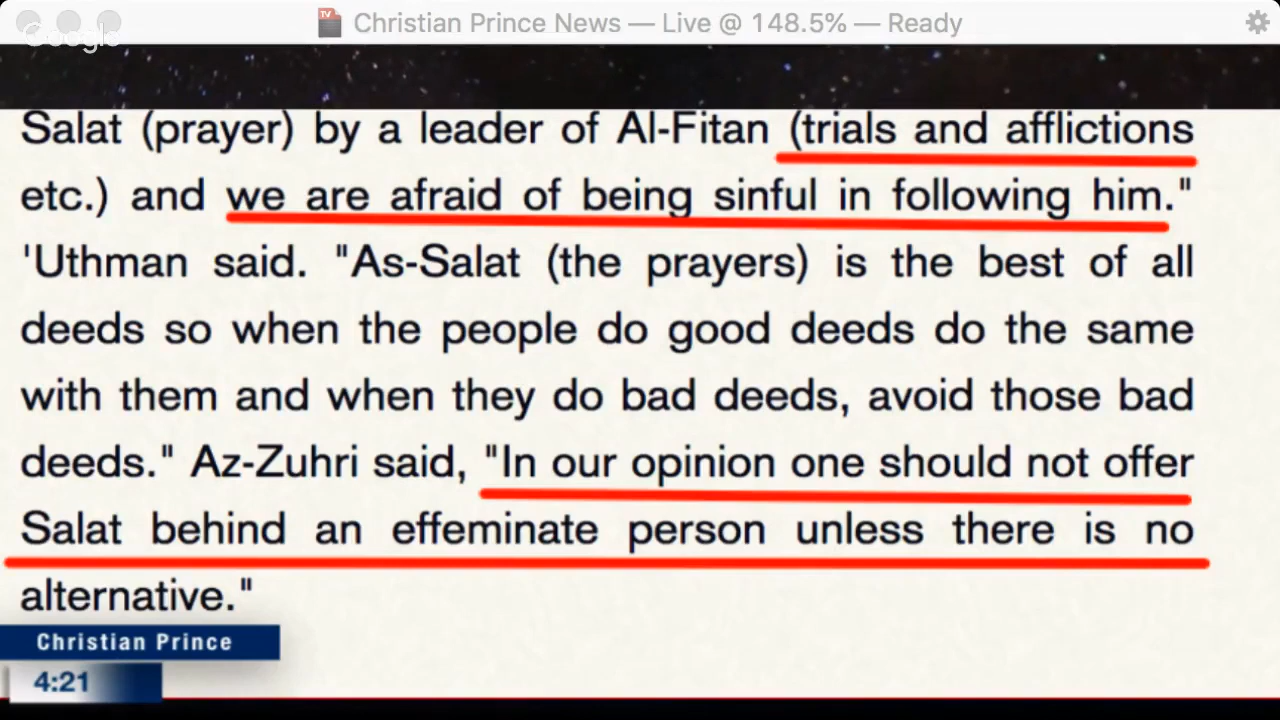 TV
Christian Prince News — Live @ 148.5% — Ready
Google
Salat (prayer) by a leader of Al-Fitan (trials and afflictions
etc.) and we are afraid of being sinful in following him."
'Uthman said. "As-Salat (the prayers) is the best of all
deeds so when the people do good deeds do the same
with them and when they do bad deeds, avoid those bad
deeds." Az-Zuhri said, "In our opinion one should not offer
Salat behind an effeminate person unless there is no
alternative."
Christian Prince
4:21